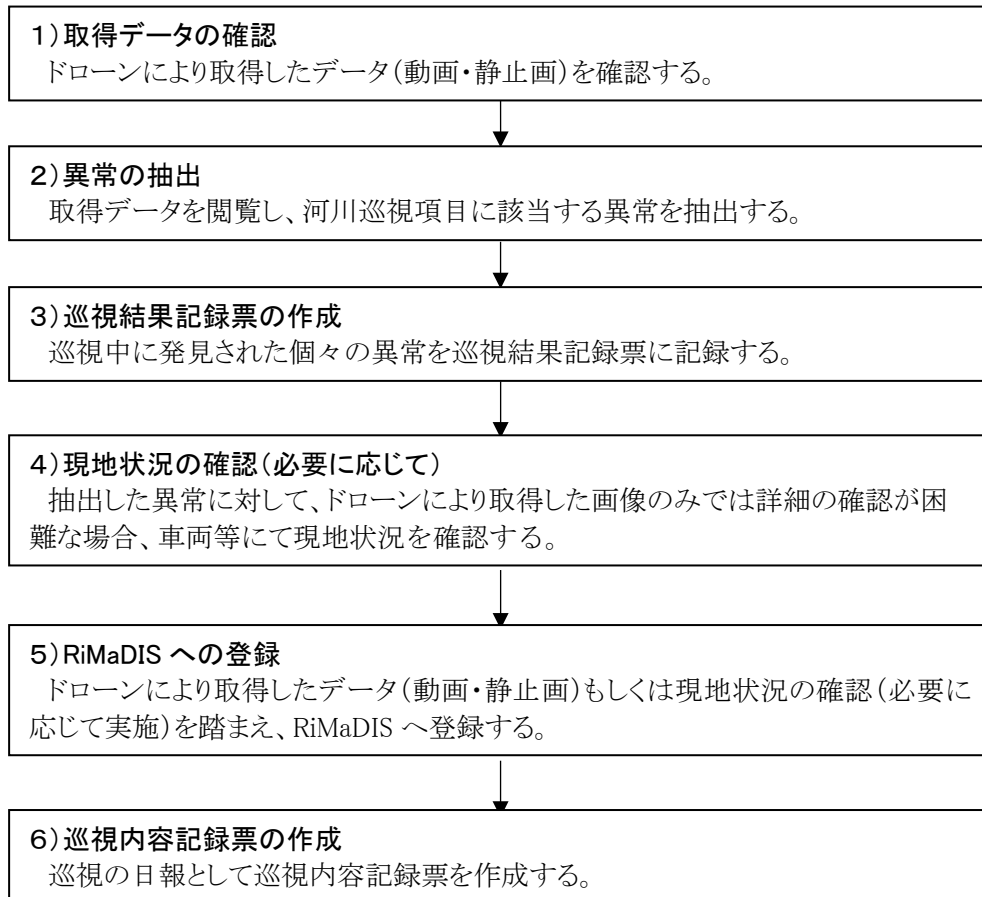 1)取得データの確認
ドローンにより取得したデータ(動画・静止画)を確認する。
2)異常の抽出
取得データを閲覧し、河川巡視項目に該当する異常を抽出する。
3)巡視結果記録票の作成
巡視中に発見された個々の異常を巡視結果記録票に記録する。
4)現地状況の確認(必要に応じて)
抽出した異常に対して、ドローンにより取得した画像のみでは詳細の確認が困
難な場合、車両等にて現地状況を確認する。
5)RiMaDIS への登録
ドローンにより取得したデータ(動画・静止画)もしくは現地状況の確認(必要に
応じて実施)を踏まえ、RiMaDIS へ登録する。
6)巡視内容記録票の作成
巡視の日報として巡視内容記録票を作成する。